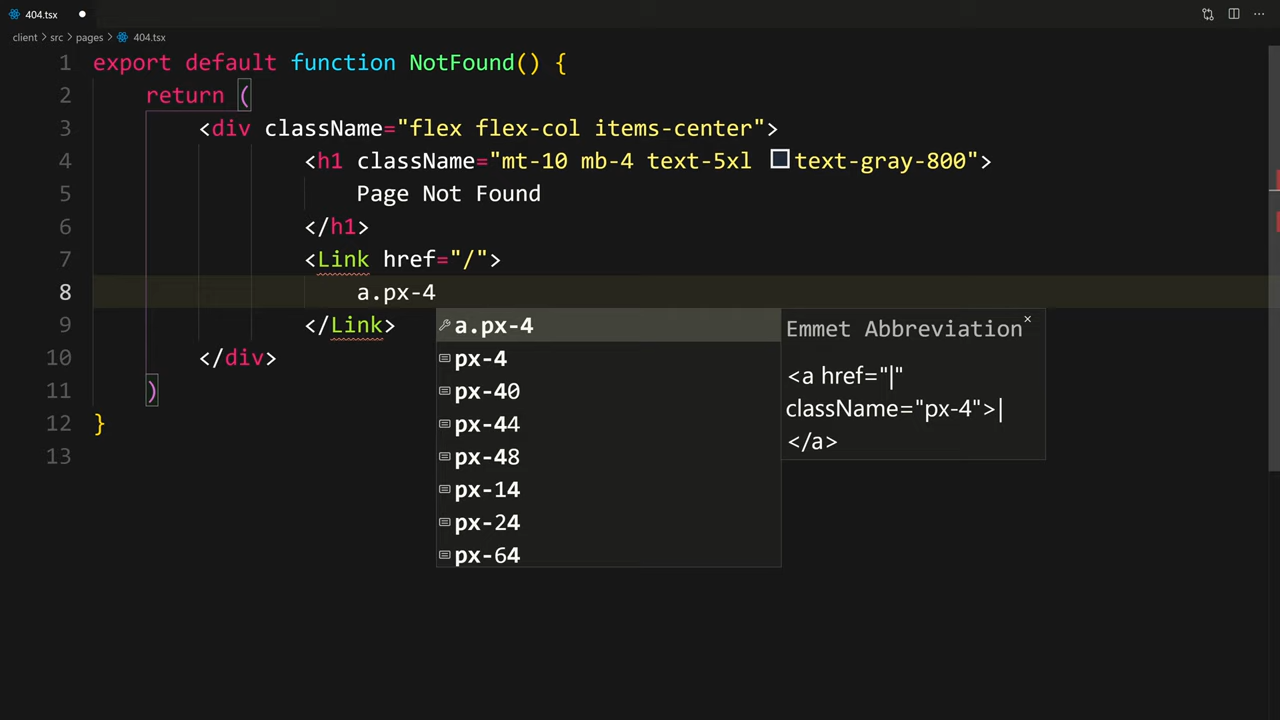 404.tsx
client > src > pages > 404.tsx
1 export default function NotFound() {
2 return (
3 <div className="flex flex-col items-center">
4 <h1 className="mt-10 mb-4 text-5xl text-gray-800">
5 Page Not Found
6 </h1>
7 <Link href="/">
8 a.px-4
9 </Link>
10 </div>
11 )
12 }
13
a.px-4
px-4
px-40
px-44
px-48
px-14
px-24
px-64
Emmet Abbreviation
<a href="|"
className="px-4">|
</a>